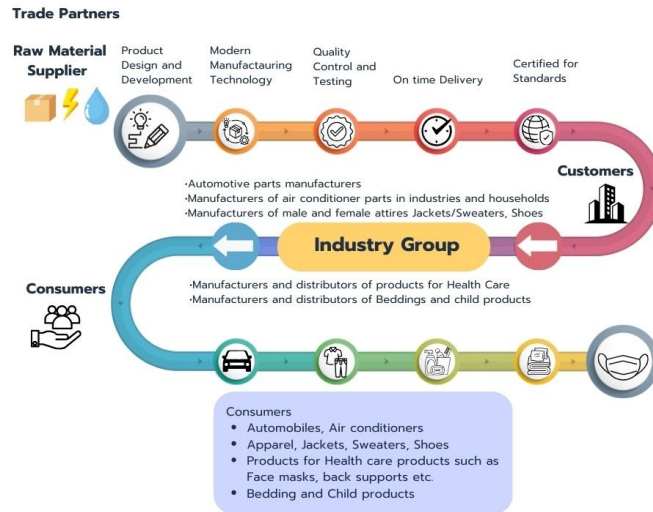 Trade Partners
Raw Material
Supplier
Product
Design and
Development
Modern
Manufactauring
Technology
Quality
Control and
Testing
On time Delivery
Certified for
Standards
Customers
•Automotive parts manufacturers
•Manufacturers of air conditioner parts in industries and households
•Manufacturers of male and female attires Jackets/Sweaters, Shoes
Industry Group
Consumers
•Manufacturers and distributors of products for Health Care
•Manufacturers and distributors of Beddings and child products
Consumers
• Automobiles, Air conditioners
• Apparel, Jackets, Sweaters, Shoes
• Products for Health care products such as
Face masks, back supports etc.
• Bedding and Child products